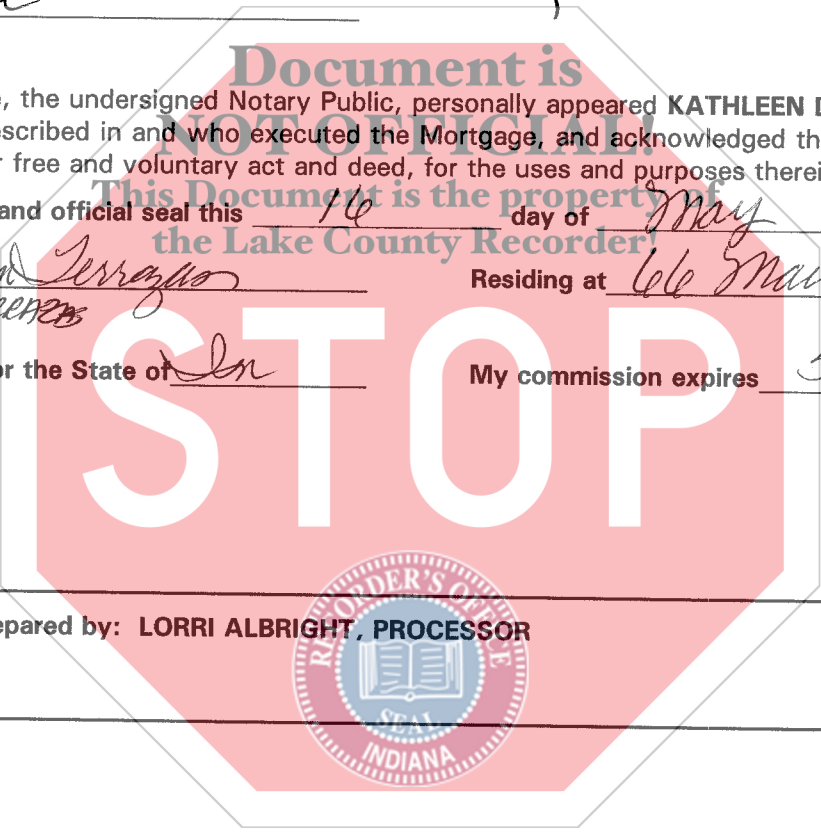 Document is
e, the undersigned Notary Public, personally appeared KATHLEEN D
NOT OFFICIAL!
escribed in and who executed the Mortgage, and acknowledged th
r free and voluntary act and deed, for the uses and purposes therei
This Document is the property of
and official seal this 16 day of May
the Lake County Recorder!
Terrazas Residing at 66 Mai
or the State of In My commission expires
STOP
epared by: LORRI ALBRIGHT, PROCESSOR
RECORDER'S OFFICE
SEAL
INDIANA